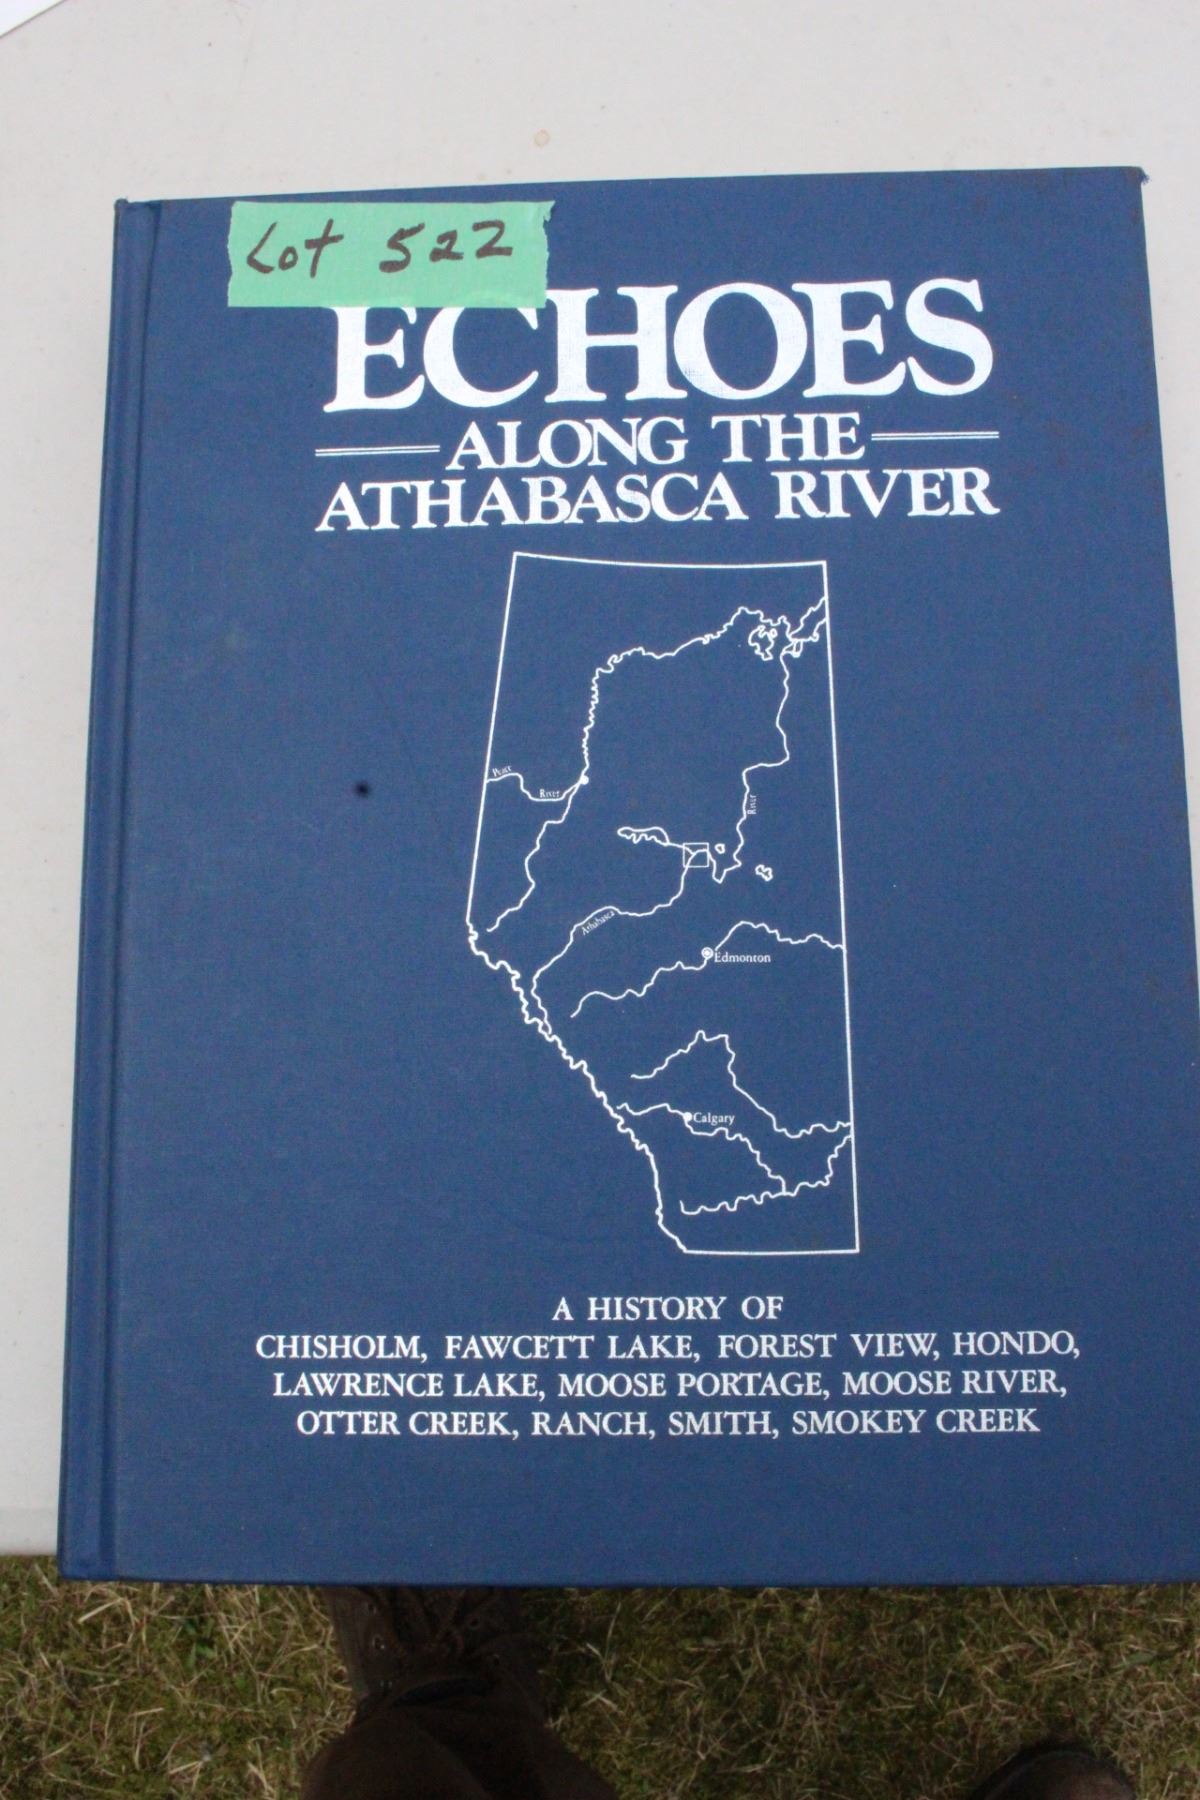 Lot 522
ECHOES
ALONG THE
ATHABASCA RIVER
Peace
River
River
Athabasca
Edmonton
Calgary
A HISTORY OF
CHISHOLM, FAWCETT LAKE, FOREST VIEW, HONDO,
LAWRENCE LAKE, MOOSE PORTAGE, MOOSE RIVER,
OTTER CREEK, RANCH, SMITH, SMOKEY CREEK